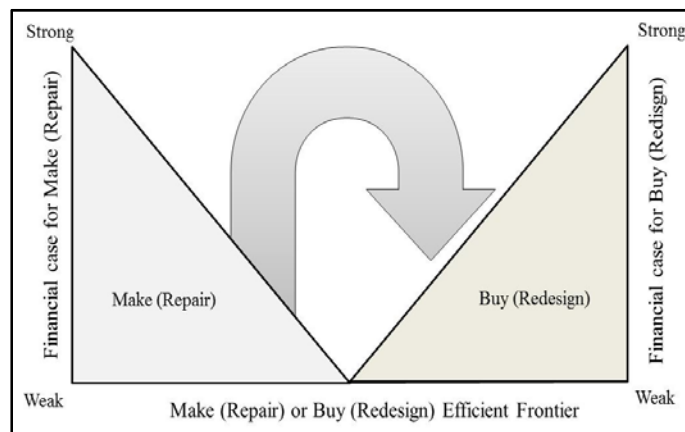 Strong
Strong
Financial case for Make (Repair)
Financial case for Buy (Redisgn)
Make (Repair)
Buy (Redesign)
Weak
Weak
Make (Repair) or Buy (Redesign) Efficient Frontier